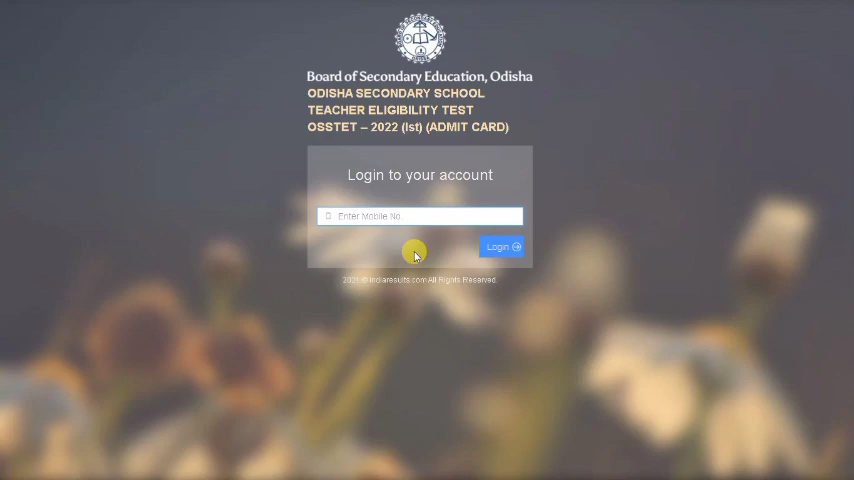 Board of Secondary Education, Odisha
ODISHA SECONDARY SCHOOL
TEACHER ELIGIBILITY TEST
OSSTET – 2022 (Ist) (ADMIT CARD)
Login to your account
Enter Mobile No.
Login
2021 © indiaresults.com All Rights Reserved.